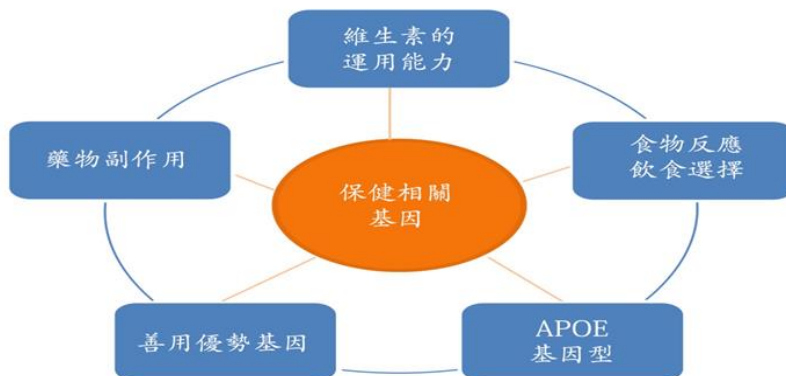 維生素的
運用能力
藥物副作用
食物反應
飲食選擇
保健相關
基因
善用優勢基因
APOE
基因型